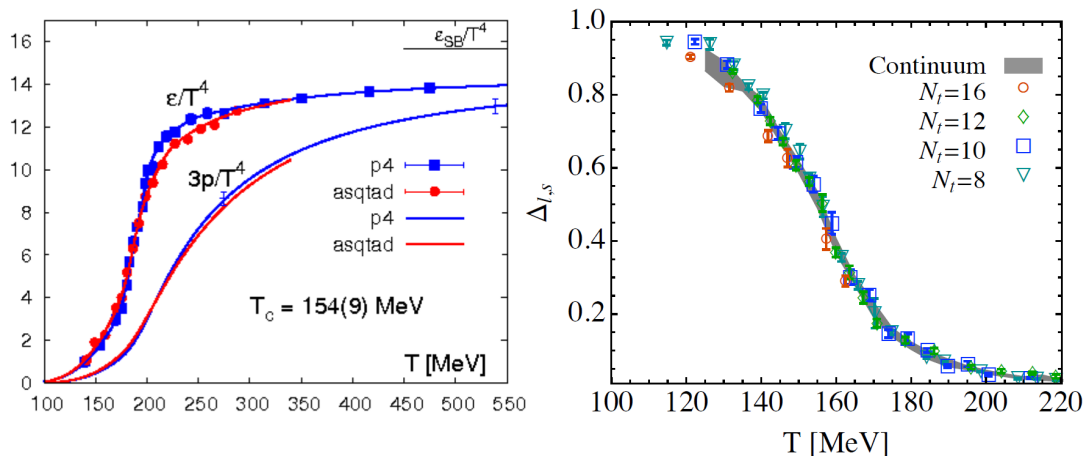 16
14
12
10
8
6
4
2
0
ε_SB/T⁴
ε/T⁴
3p/T⁴
p4
asqtad
p4
asqtad
T_c = 154(9) MeV
T [MeV]
100 150 200 250 300 350 400 450 500 550
1.0
0.8
0.6
0.4
0.2
Δ_l,s
Continuum
N_t=16
N_t=12
N_t=10
N_t=8
100 120 140 160 180 200 220
T [MeV]